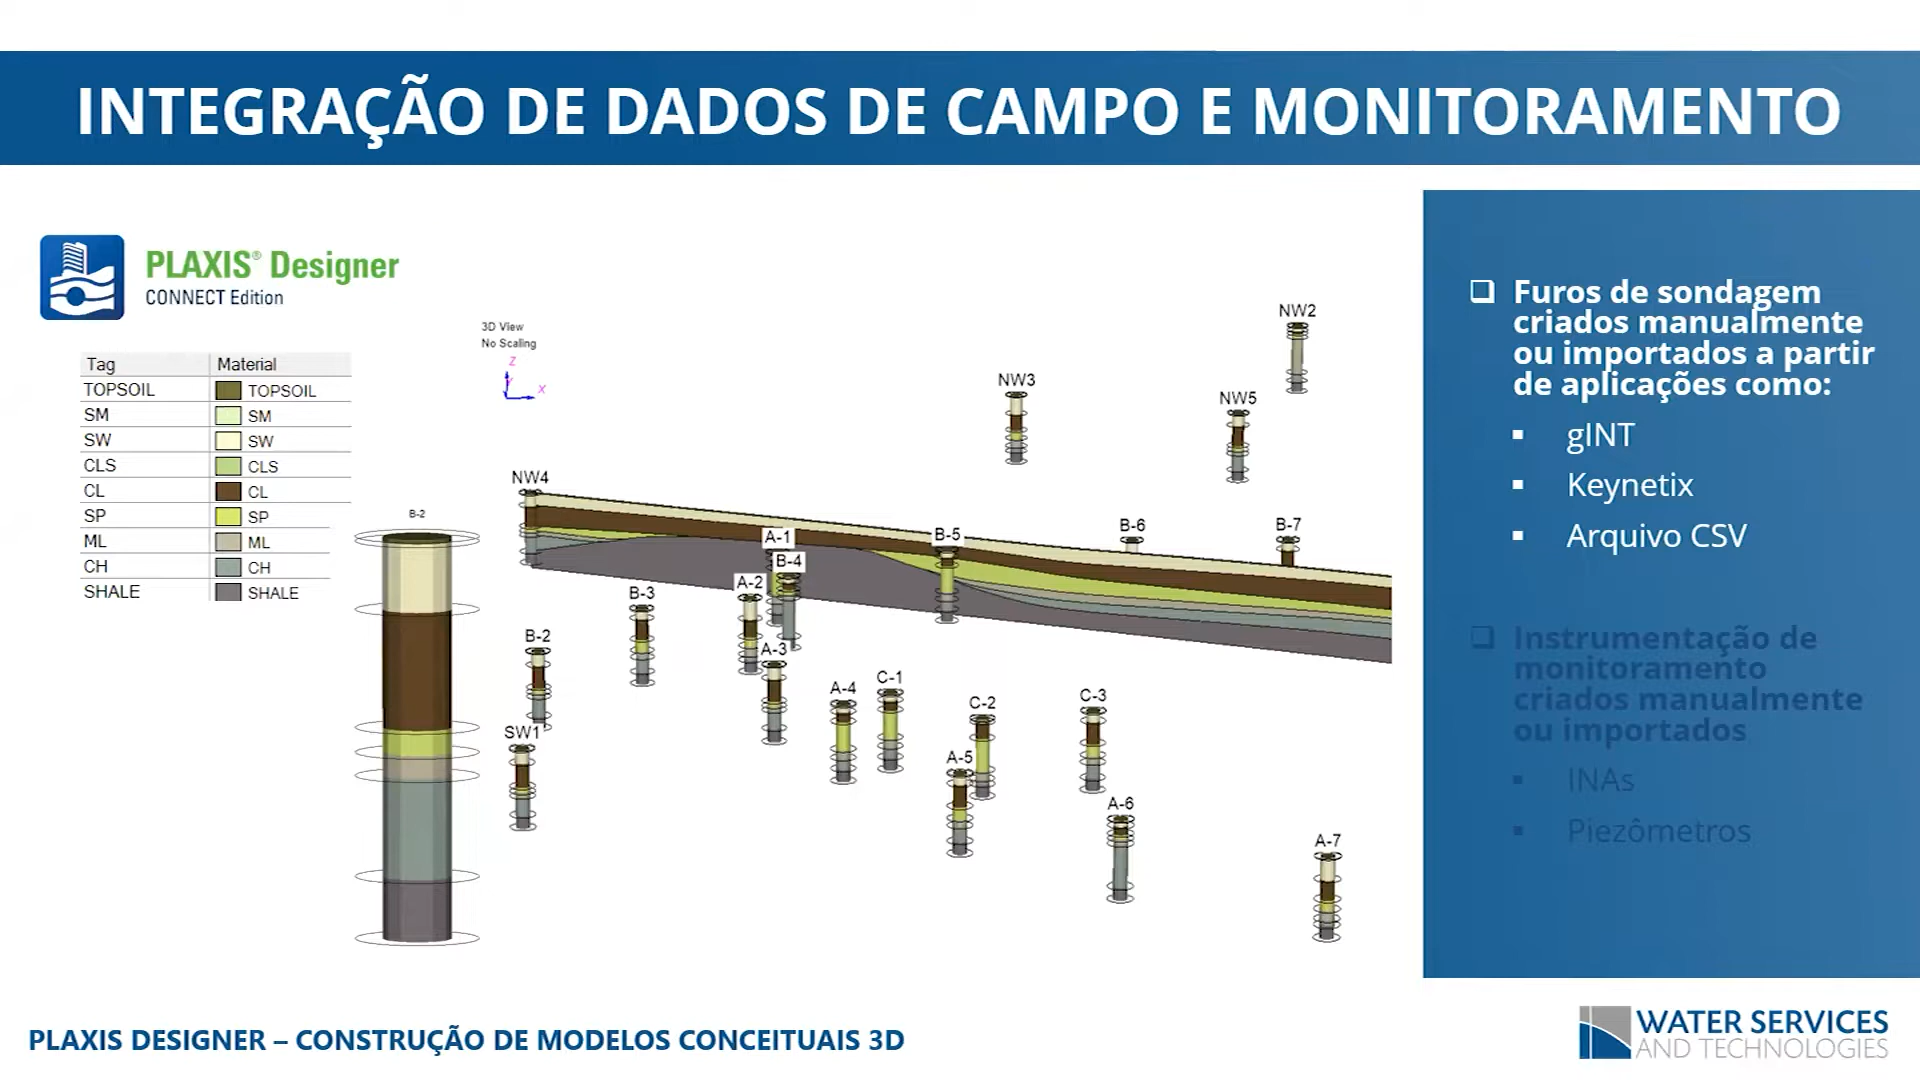 INTEGRAÇÃO DE DADOS DE CAMPO E MONITORAMENTO
PLAXIS® Designer
CONNECT Edition
Tag Material
TOPSOIL TOPSOIL
SM SM
SW SW
CLS CLS
CL CL
SP SP
ML ML
CH CH
SHALE SHALE
B-2
3D View
No Scaling
Z
Y
X
NW2
NW3
NW5
NW4
B-6
B-7
A-1
B-5
B-4
A-2
B-3
B-2
A-3
C-1
A-4
C-2
C-3
SW1
A-5
A-6
A-7
Furos de sondagem
criados manualmente
ou importados a partir
de aplicações como:
gINT
Keynetix
Arquivo CSV
Instrumentação de
monitoramento
criados manualmente
ou importados
INAs
Piezômetros
PLAXIS DESIGNER – CONSTRUÇÃO DE MODELOS CONCEITUAIS 3D
WATER SERVICES
AND TECHNOLOGIES